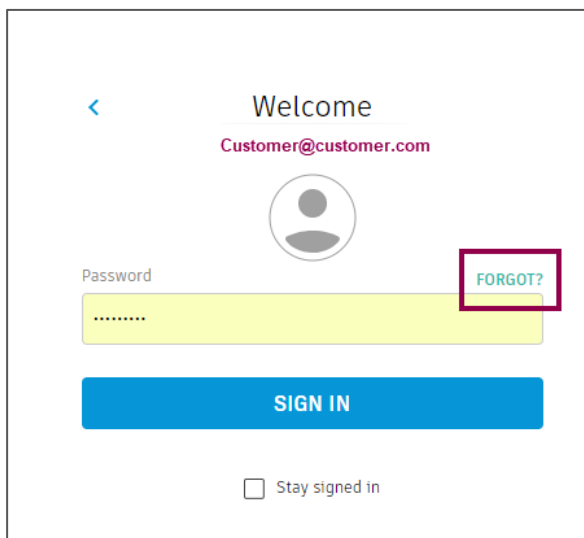 Welcome
Customer@customer.com
Password
FORGOT?
SIGN IN
Stay signed in